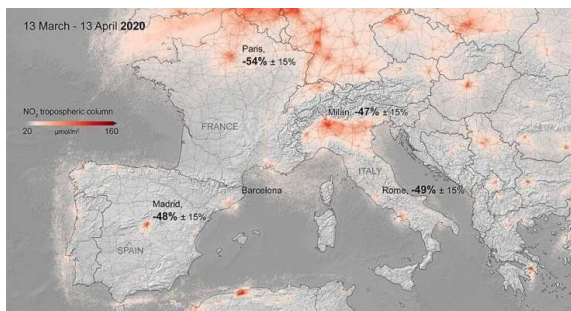 13 March - 13 April 2020
Paris,
-54% ± 15%
NO₂ tropospheric column
20 µmol/m² 160
Milan, -47% ± 15%
FRANCE
ITALY
Barcelona
Rome, -49% ± 15%
Madrid,
-48% ± 15%
SPAIN